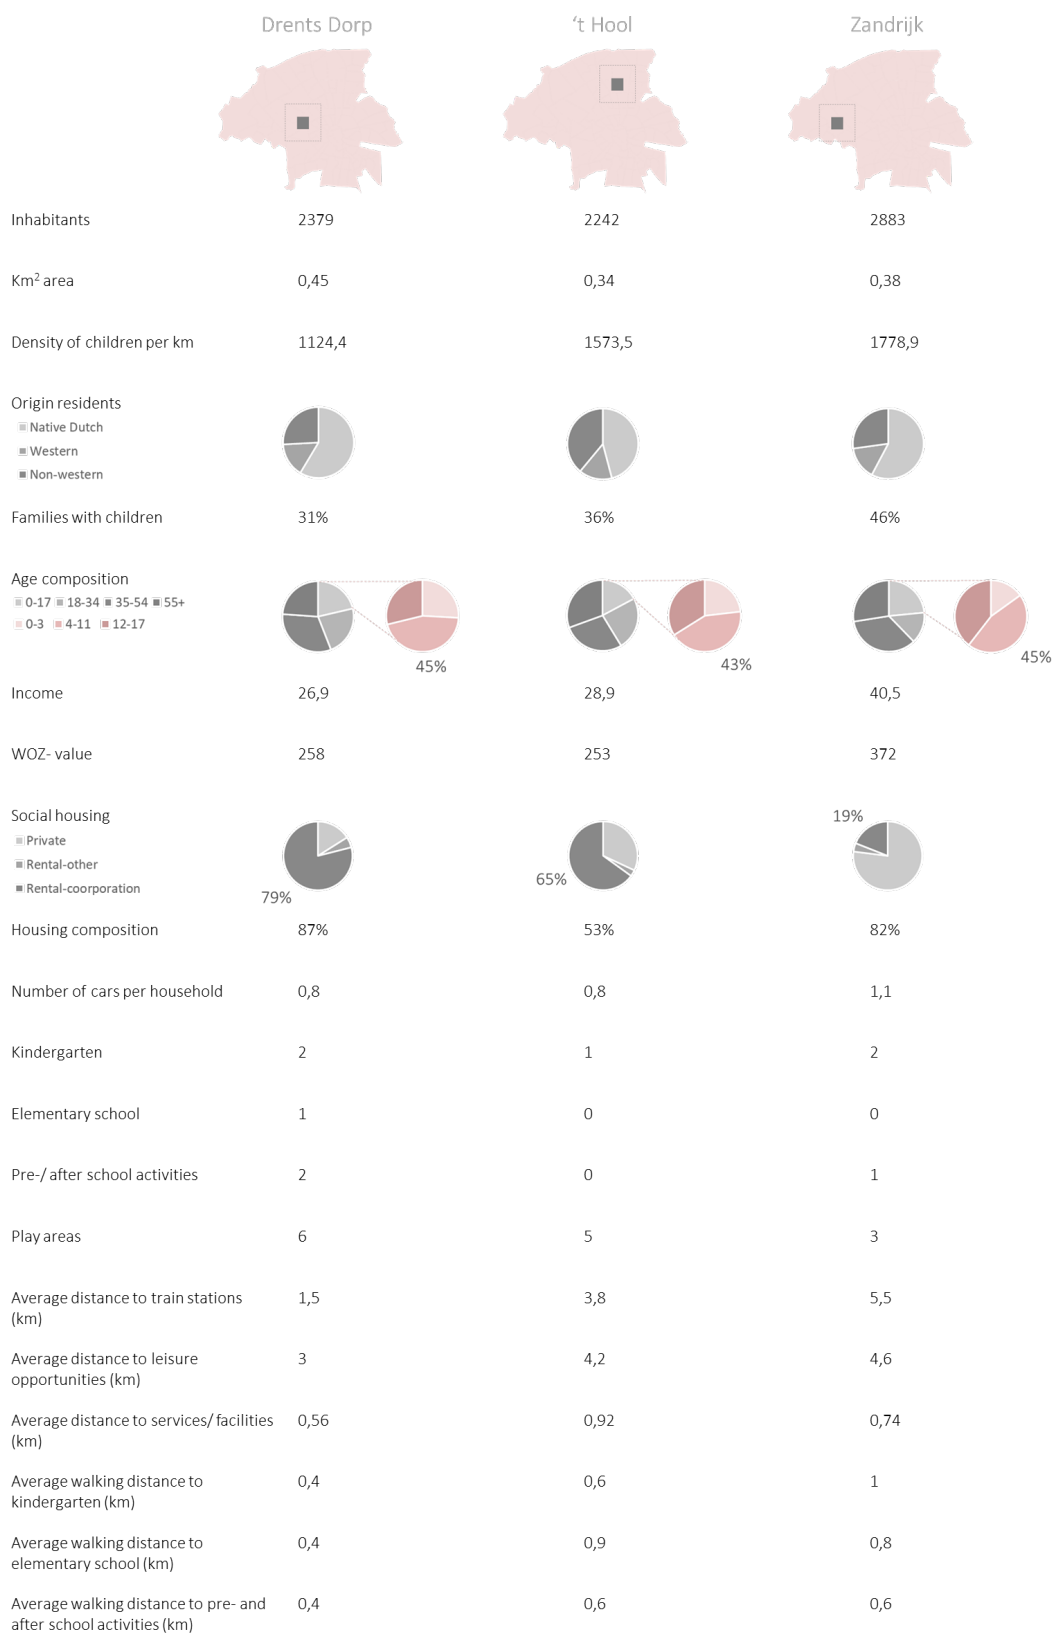 Drents Dorp 't Hool Zandrijk
Inhabitants 2379 2242 2883
Km2 area 0,45 0,34 0,38
Density of children per km 1124,4 1573,5 1778,9
Origin residents
Native Dutch
Western
Non-western
Families with children 31% 36% 46%
Age composition
0-17 18-34 35-54 55+
0-3 4-11 12-17
45% 43% 45%
Income 26,9 28,9 40,5
WOZ- value 258 253 372
Social housing 19%
Private
Rental-other
Rental-coorporation 79% 65%
Housing composition 87% 53% 82%
Number of cars per household 0,8 0,8 1,1
Kindergarten 2 1 2
Elementary school 1 0 0
Pre-/ after school activities 2 0 1
Play areas 6 5 3
Average distance to train stations 1,5 3,8 5,5
(km)
Average distance to leisure 3 4,2 4,6
opportunities (km)
Average distance to services/ facilities 0,56 0,92 0,74
(km)
Average walking distance to 0,4 0,6 1
kindergarten (km)
Average walking distance to 0,4 0,9 0,8
elementary school (km)
Average walking distance to pre- and 0,4 0,6 0,6
after school activities (km)